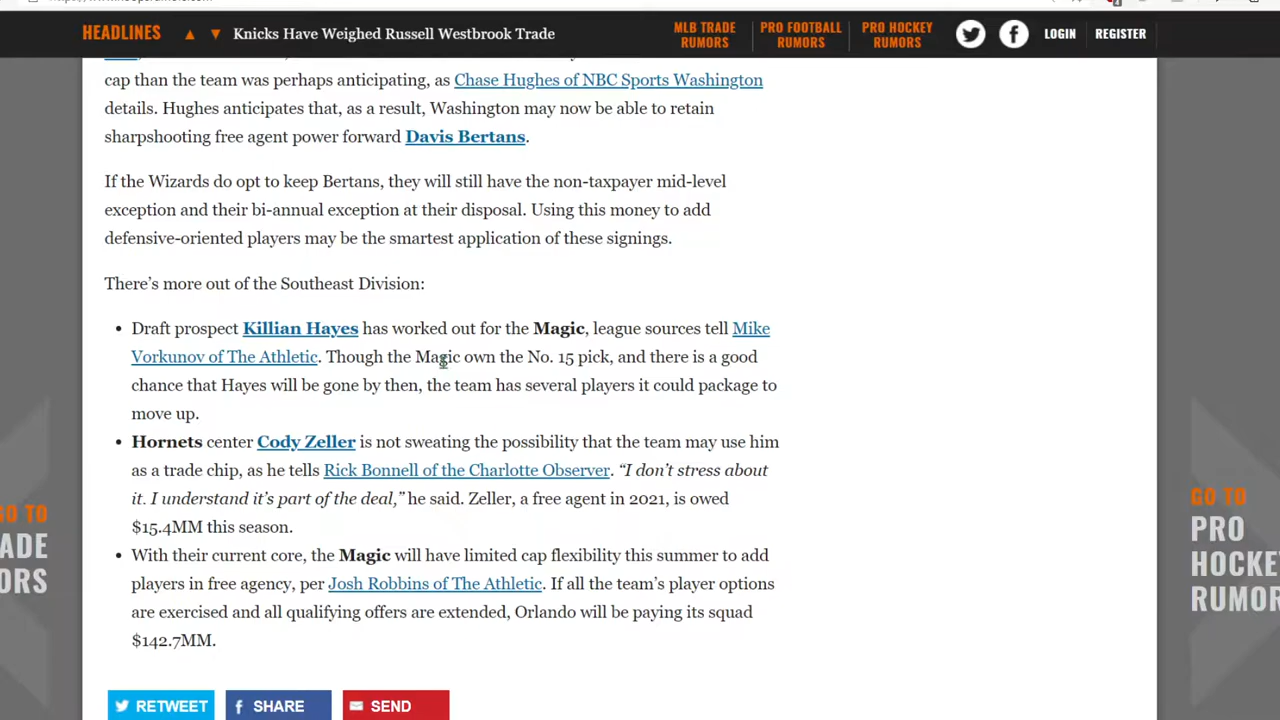 HEADLINES ▲ ▼ Knicks Have Weighed Russell Westbrook Trade
MLB TRADE
RUMORS
PRO FOOTBALL
RUMORS
PRO HOCKEY
RUMORS
LOGIN
REGISTER
cap than the team was perhaps anticipating, as Chase Hughes of NBC Sports Washington
details. Hughes anticipates that, as a result, Washington may now be able to retain
sharpshooting free agent power forward Davis Bertans.
If the Wizards do opt to keep Bertans, they will still have the non-taxpayer mid-level
exception and their bi-annual exception at their disposal. Using this money to add
defensive-oriented players may be the smartest application of these signings.
There’s more out of the Southeast Division:
• Draft prospect Killian Hayes has worked out for the Magic, league sources tell Mike
Vorkunov of The Athletic. Though the Magic own the No. 15 pick, and there is a good
chance that Hayes will be gone by then, the team has several players it could package to
move up.
• Hornets center Cody Zeller is not sweating the possibility that the team may use him
as a trade chip, as he tells Rick Bonnell of the Charlotte Observer. “I don’t stress about
it. I understand it’s part of the deal,” he said. Zeller, a free agent in 2021, is owed
$15.4MM this season.
• With their current core, the Magic will have limited cap flexibility this summer to add
players in free agency, per Josh Robbins of The Athletic. If all the team’s player options
are exercised and all qualifying offers are extended, Orlando will be paying its squad
$142.7MM.
GO TO
PRO
HOCKEY
RUMOR
O TO
ADE
ORS
RETWEET
SHARE
SEND